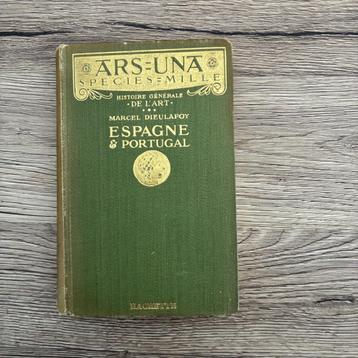 ARS=UNA
SPECIES=MILLE
HISTOIRE GÉNÉRALE
·DE L'ART·
MARCEL DIEULAFOY
ESPAGNE
& PORTUGAL
HACHETTE